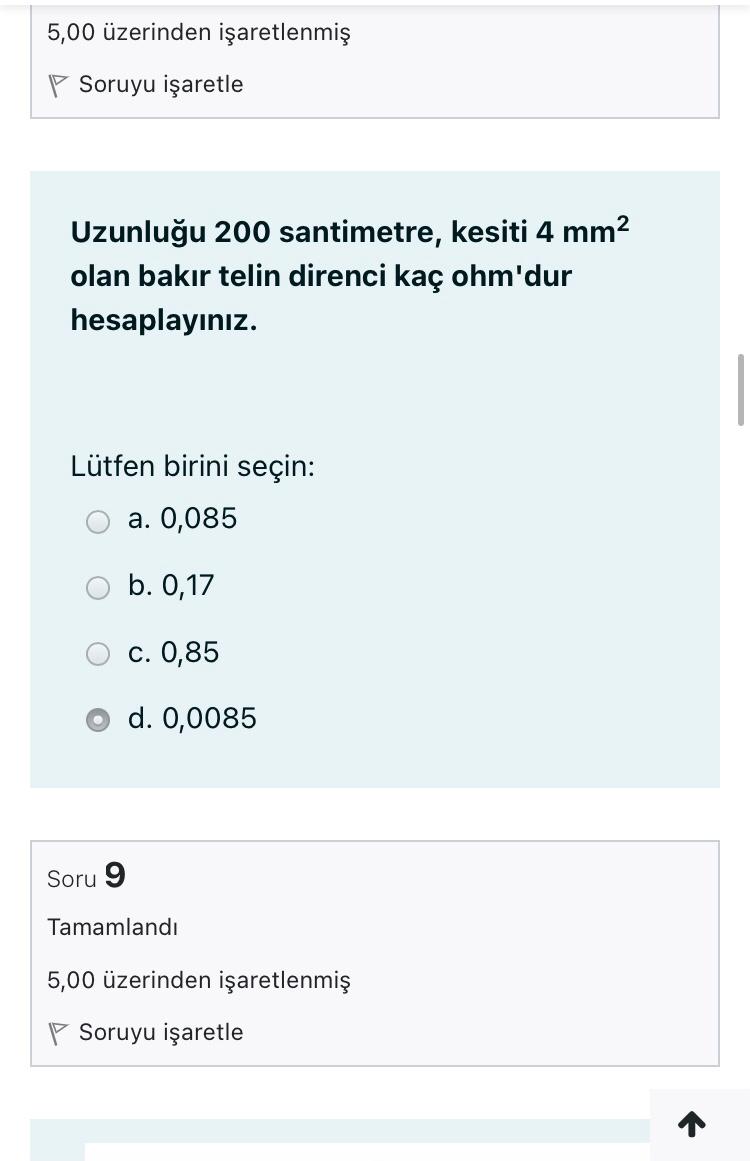 5,00 üzerinden işaretlenmiş
Soruyu işaretle
Uzunluğu 200 santimetre, kesiti 4 mm²
olan bakır telin direnci kaç ohm'dur
hesaplayınız.
Lütfen birini seçin:
a. 0,085
b. 0,17
c. 0,85
d. 0,0085
Soru 9
Tamamlandı
5,00 üzerinden işaretlenmiş
Soruyu işaretle